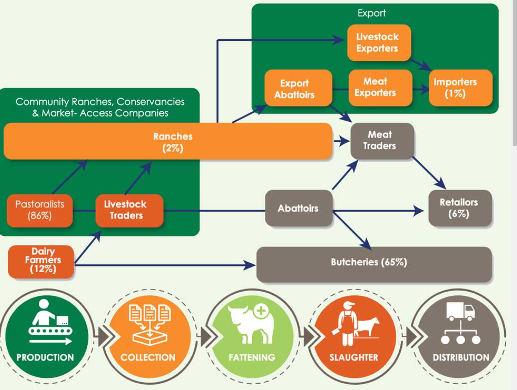 Export
Livestock
Exporters
Export
Abattoirs
Meat
Exporters
Importers
(1%)
Community Ranches, Conservancies
& Market- Access Companies
Ranches
(2%)
Meat
Traders
Pastoralists
(86%)
Livestock
Traders
Abattoirs
Retailors
(6%)
Dairy
Farmers
(12%)
Butcheries (65%)
PRODUCTION
COLLECTION
FATTENING
SLAUGHTER
DISTRIBUTION